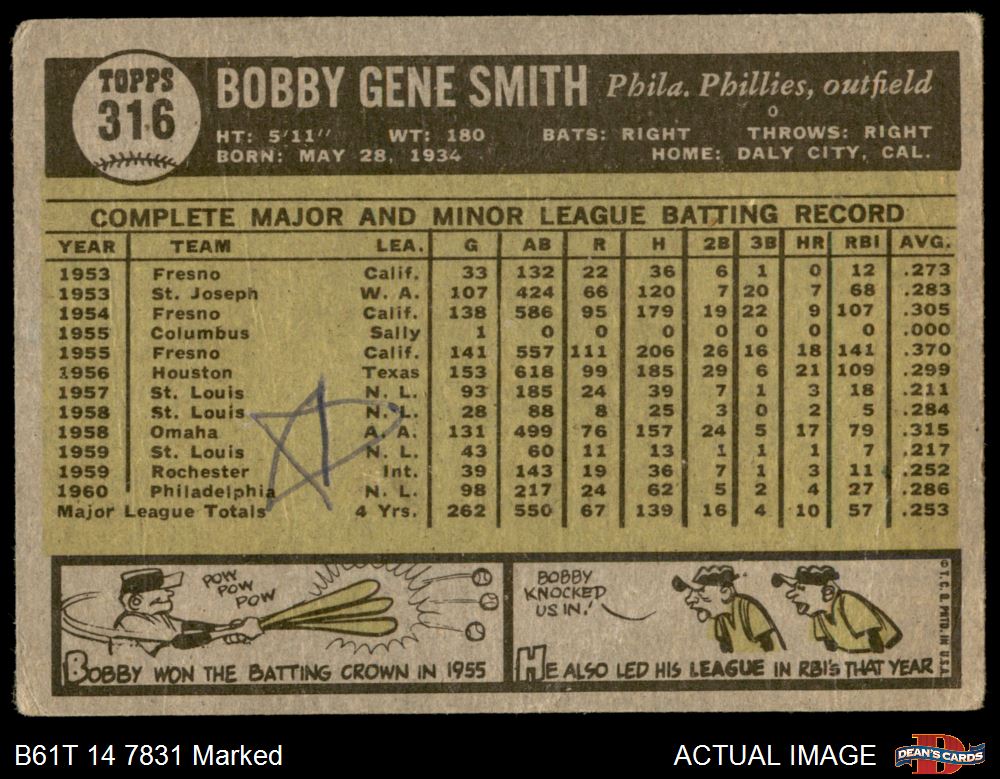 TOPPS
316
BOBBY GENE SMITH Phila. Phillies, outfield
HT: 5'11" WT: 180 BATS: RIGHT THROWS: RIGHT
BORN: MAY 28, 1934 HOME: DALY CITY, CAL.
COMPLETE MAJOR AND MINOR LEAGUE BATTING RECORD
YEAR TEAM LEA. G AB R H 2B 3B HR RBI AVG.
1953 Fresno Calif. 33 132 22 36 6 1 0 12 .273
1953 St. Joseph W. A. 107 424 66 120 7 20 7 68 .283
1954 Fresno Calif. 138 586 95 179 19 22 9 107 .305
1955 Columbus Sally 1 0 0 0 0 0 0 0 .000
1955 Fresno Calif. 141 557 111 206 26 16 18 141 .370
1956 Houston Texas 153 618 99 185 29 6 21 109 .299
1957 St. Louis N. L. 93 185 24 39 7 1 3 18 .211
1958 St. Louis N. L. 28 88 8 25 3 0 2 5 .284
1958 Omaha A. A. 131 499 76 157 24 5 17 79 .315
1959 St. Louis N. L. 43 60 11 13 1 1 1 7 .217
1959 Rochester Int. 39 143 19 36 7 1 3 11 .252
1960 Philadelphia N. L. 98 217 24 62 5 2 4 27 .286
Major League Totals 4 Yrs. 262 550 67 139 16 4 10 57 .253
POW
POW
POW
BOBBY WON THE BATTING CROWN IN 1955
BOBBY
KNOCKED
US IN!
HE ALSO LED HIS LEAGUE IN RBI's THAT YEAR
© T. C. G. PRTD. IN U.S.A.
B61T 14 7831 Marked
ACTUAL IMAGE
DEAN'S CARDS